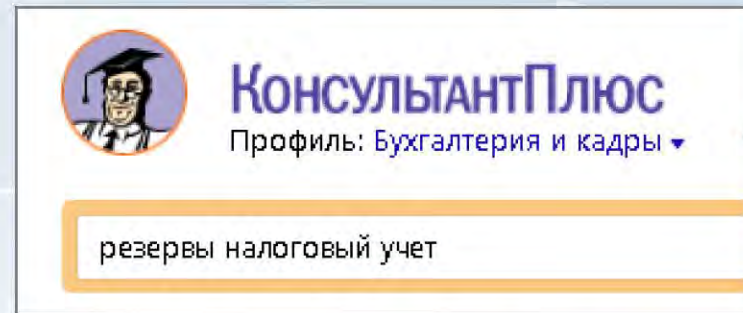 КонсультантПлюс
Профиль: Бухгалтерия и кадры
резервы налоговый учет